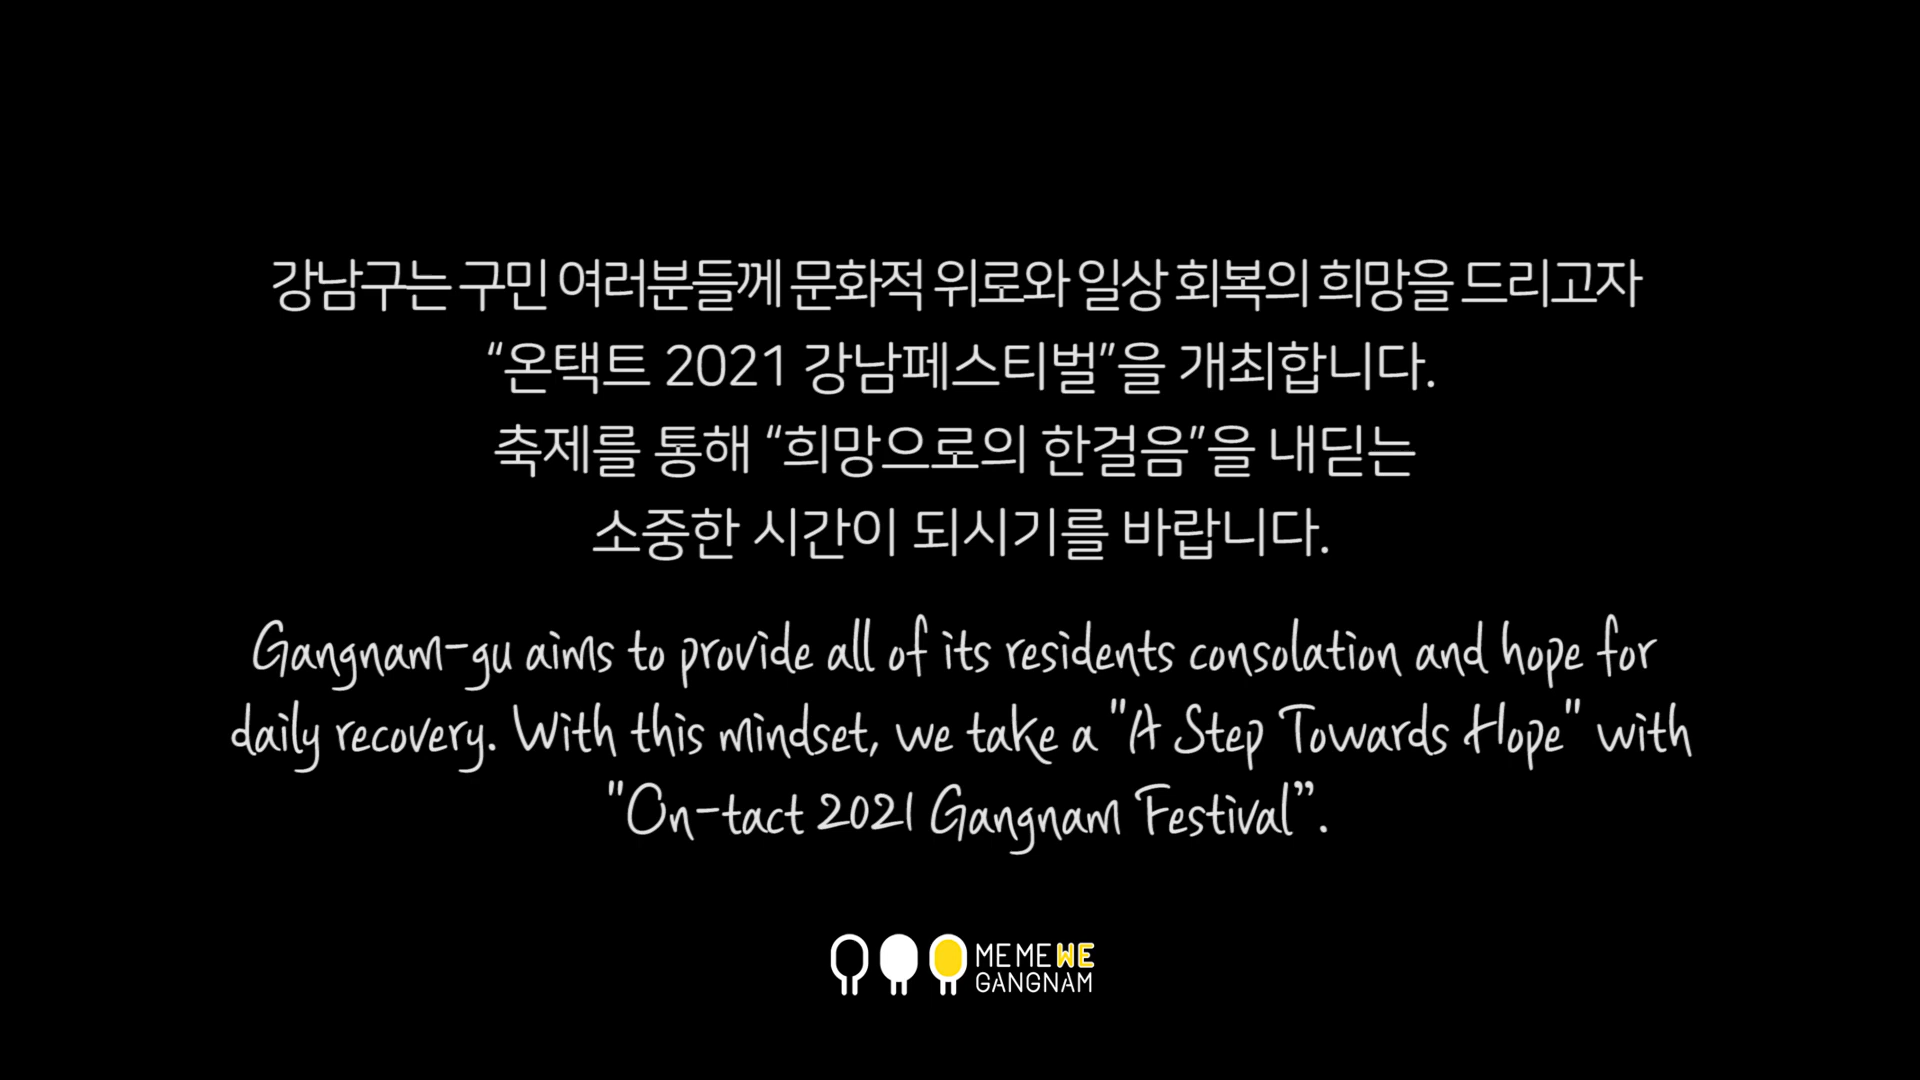 강남구는 구민 여러분들께 문화적 위로와 일상 회복의 희망을 드리고자
“온택트 2021 강남페스티벌”을 개최합니다.
축제를 통해 “희망으로의 한걸음”을 내딛는
소중한 시간이 되시기를 바랍니다.
Gangnam-gu aims to provide all of its residents consolation and hope for
daily recovery. With this mindset, we take a "A Step Towards Hope" with
"On-tact 2021 Gangnam Festival”.
MEMEWE
GANGNAM